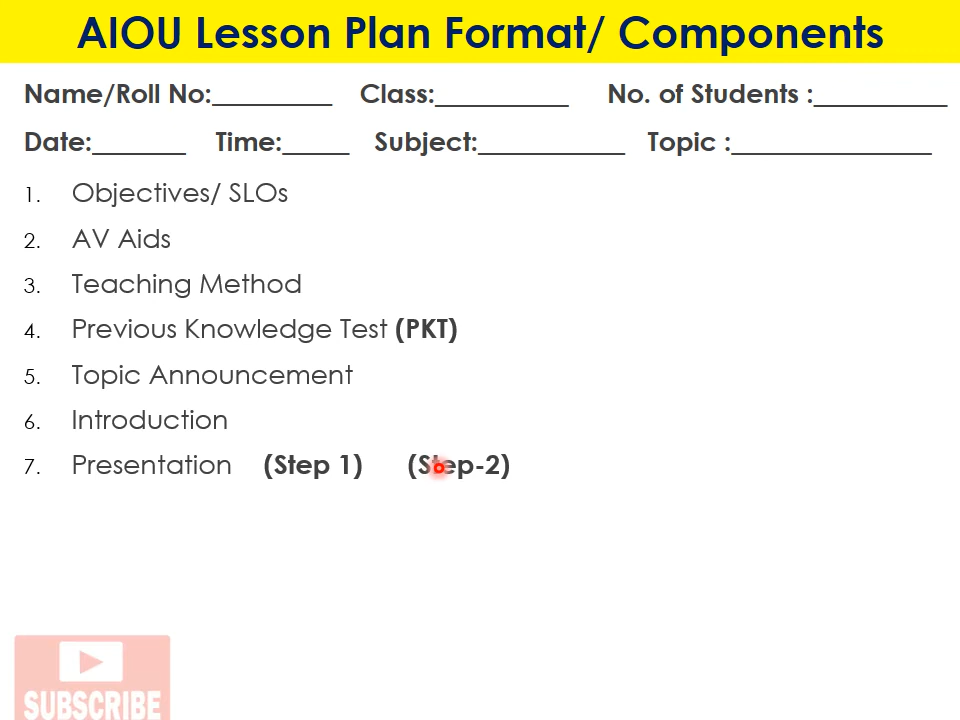 AIOU Lesson Plan Format/ Components
Name/Roll No:_________ Class:__________ No. of Students :__________
Date:_______ Time:_____ Subject:___________ Topic :_______________
1. Objectives/ SLOs
2. AV Aids
3. Teaching Method
4. Previous Knowledge Test (PKT)
5. Topic Announcement
6. Introduction
7. Presentation (Step 1) (Step-2)
SUBSCRIBE